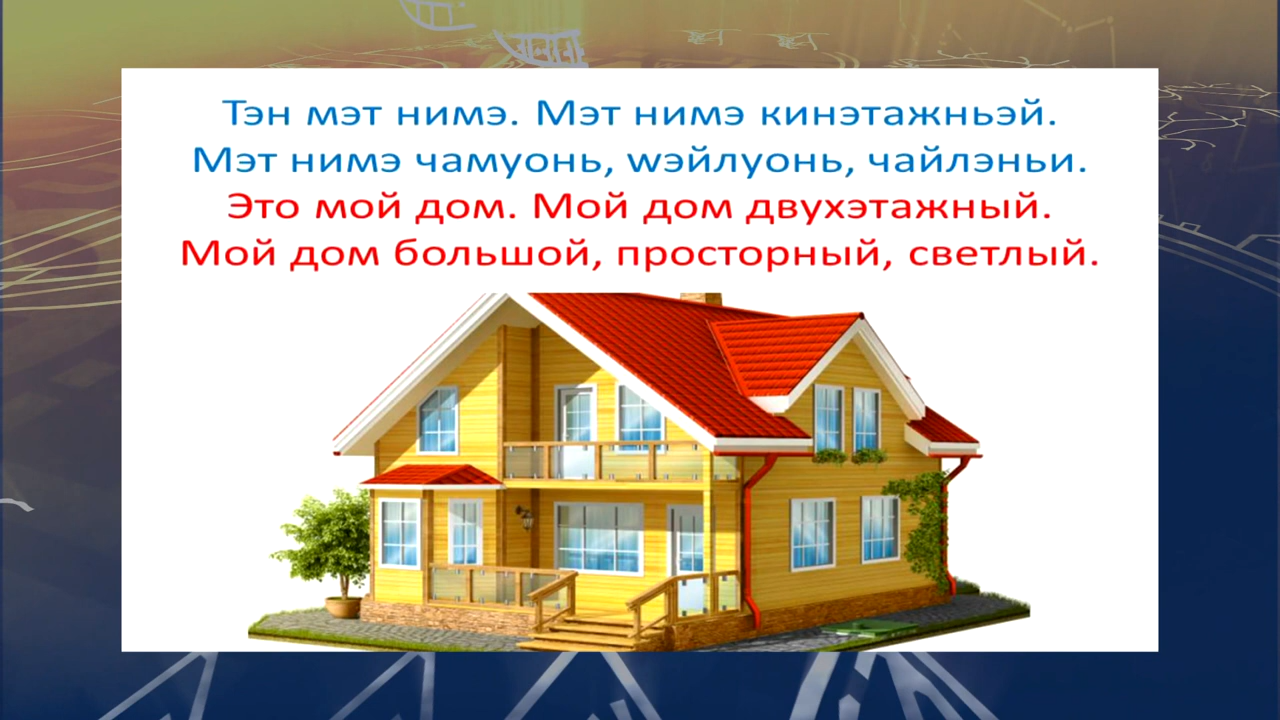 Тэн мэт нимэ. Мэт нимэ кинэтажньэй.
Мэт нимэ чамуонь, wэйлуонь, чайлэньи.
Это мой дом. Мой дом двухэтажный.
Мой дом большой, просторный, светлый.